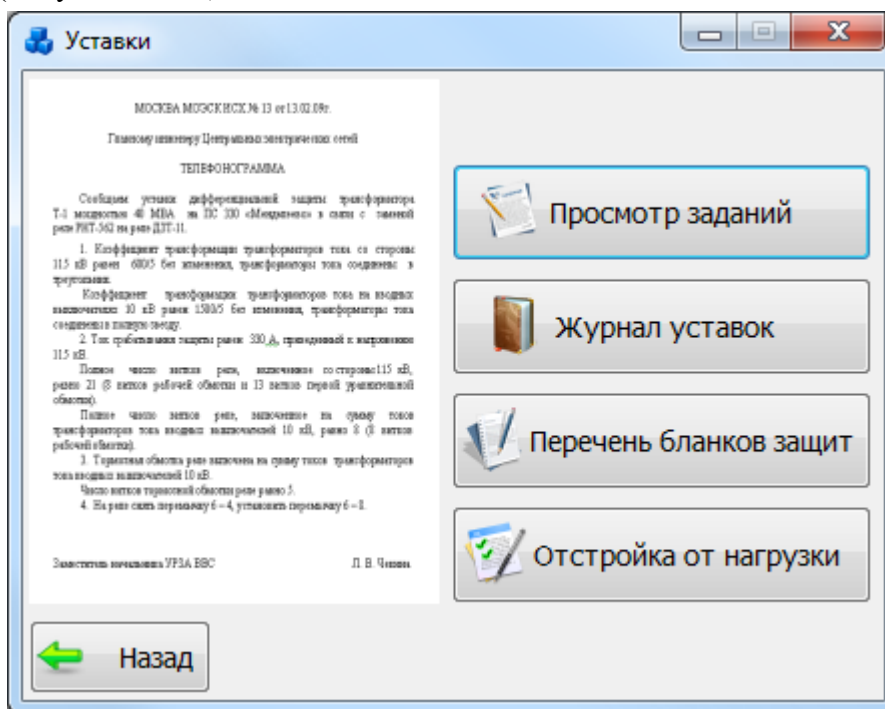 Уставки
МОСКВА МОЭСК ИСХ.№ 13 от 13.02.09г.
Главному инженеру Центральных электрических сетей
ТЕЛЕФОНОГРАММА
Сообщаем уставки дифференциальной защиты трансформатора
Т-1 мощностью 40 МВА на ПС 330 «Менделеево» в связи с заменой
реле РНТ-562 на реле ДЗТ-11.
1. Коэффициент трансформации трансформаторов тока со стороны
115 кВ равен 600/5 без изменения, трансформаторы тока соединены в
треугольник.
Коэффициент трансформации трансформаторов тока на вводных
выключателях 10 кВ равен 1500/5 без изменения, трансформаторы тока
соединены в полную звезду.
2. Ток срабатывания защиты равен 330 А, приведенный к напряжению
115 кВ.
Полное число витков реле, включенное со стороны 115 кВ,
равно 21 (8 витков рабочей обмотки и 13 витков первой уравнительной
обмотки).
Полное число витков реле, включенное на сумму токов
трансформаторов тока вводных выключателей 10 кВ, равно 8 (8 витков
рабочей обмотки).
3. Тормозная обмотка реле включена на сумму токов трансформаторов
тока вводных выключателей 10 кВ.
Число витков тормозной обмотки реле равно 5.
4. На реле снять перемычку 6 – 4, установить перемычку 6 – 8.
Заместитель начальника УРЗА ВВС Л. В.
Просмотр заданий
Журнал уставок
Перечень бланков защит
Отстройка от нагрузки
Назад